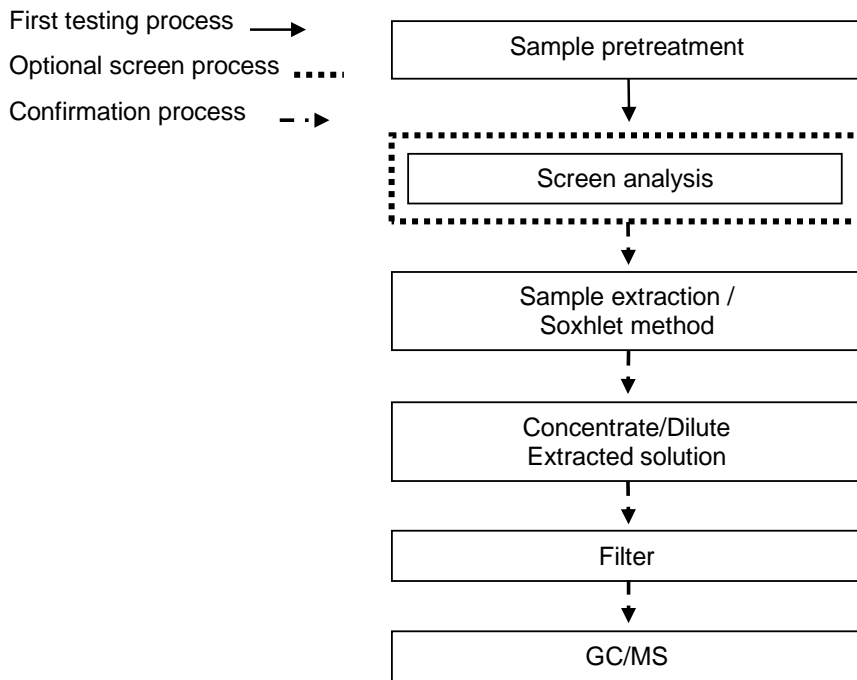 First testing process
Optional screen process
Confirmation process
Sample pretreatment
Screen analysis
Sample extraction /
Soxhlet method
Concentrate/Dilute
Extracted solution
Filter
GC/MS